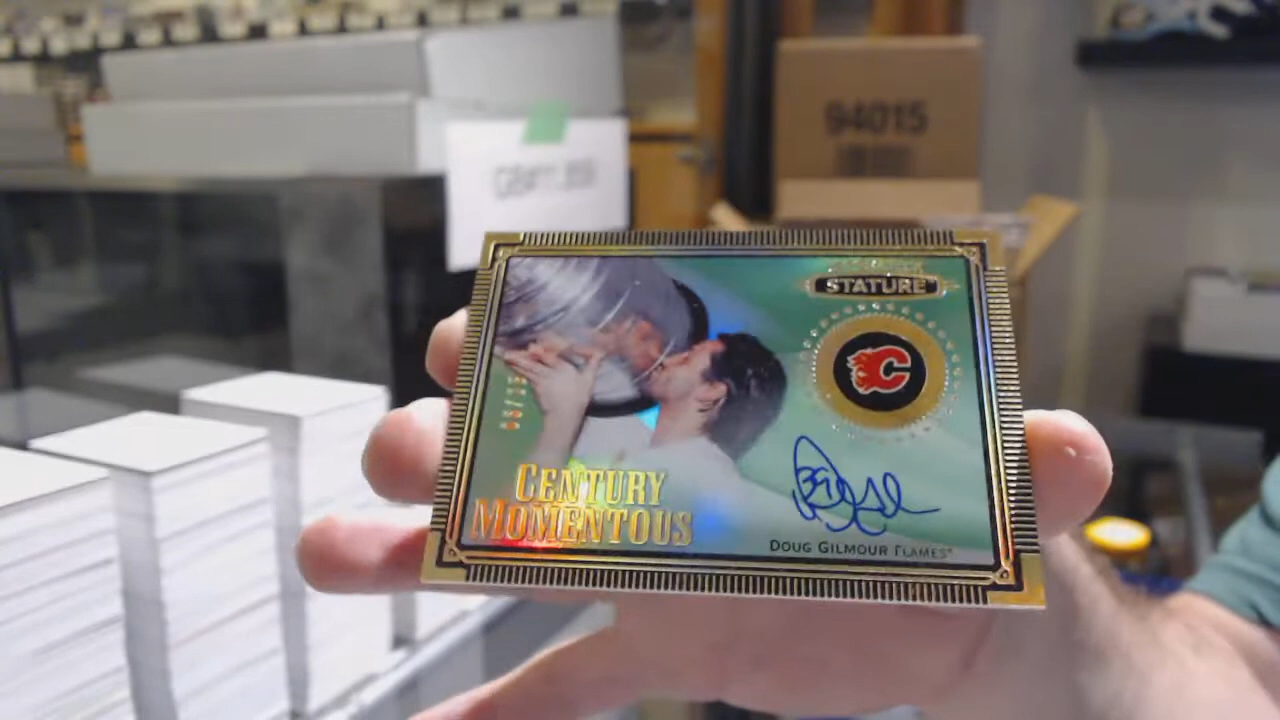 94015
STATURE
C
CENTURY
MOMENTOUS
DOUG GILMOUR FLAMES